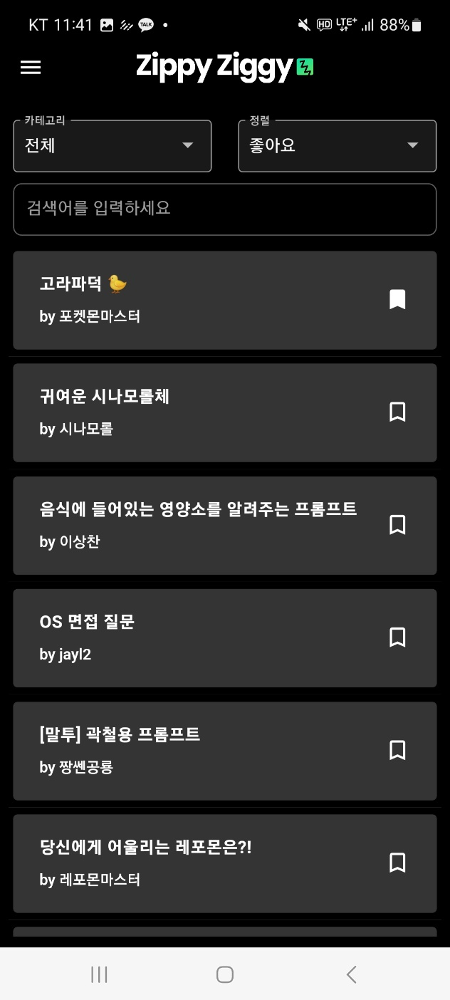 KT 11:41 TALK HD LTE+ 88%
Zippy Ziggy
카테고리 정렬
전체 좋아요
검색어를 입력하세요
고라파덕 🐤
by 포켓몬마스터
귀여운 시나모롤체
by 시나모롤
음식에 들어있는 영양소를 알려주는 프롬프트
by 이상찬
OS 면접 질문
by jayl2
[말투] 곽철용 프롬프트
by 짱쎈공룡
당신에게 어울리는 레포몬은?!
by 레포몬마스터